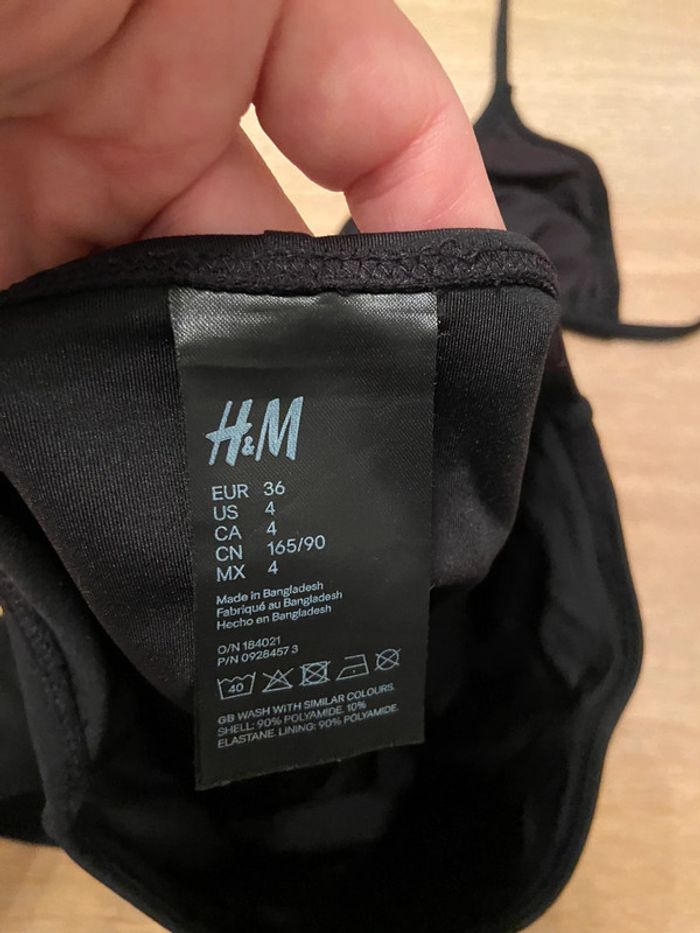 H&M
EUR 36
US 4
CA 4
CN 165/90
MX 4
Made in Bangladesh
Fabriqué au Bangladesh
Hecho en Bangladesh
O/N 184021
P/N 0928457 3
40
GB WASH WITH SIMILAR COLOURS.
SHELL: 90% POLYAMIDE. 10%
ELASTANE. LINING: 90% POLYAMIDE.